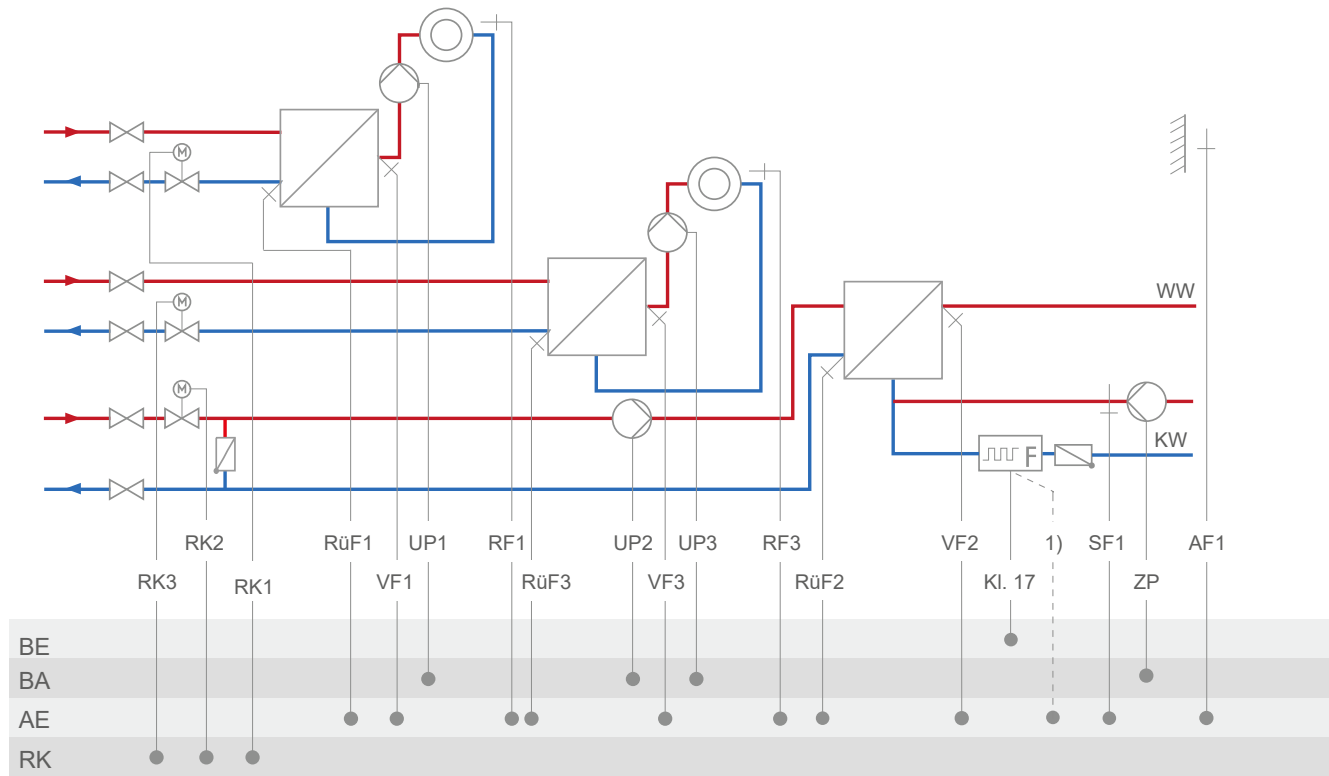 M
M
WW
M
KW
F
RK2 RüF1 UP1 RF1 UP2 UP3 RF3 VF2 1) SF1 AF1
RK3 RK1 VF1 RüF3 VF3 RüF2 Kl. 17 ZP
BE
BA
AE
RK